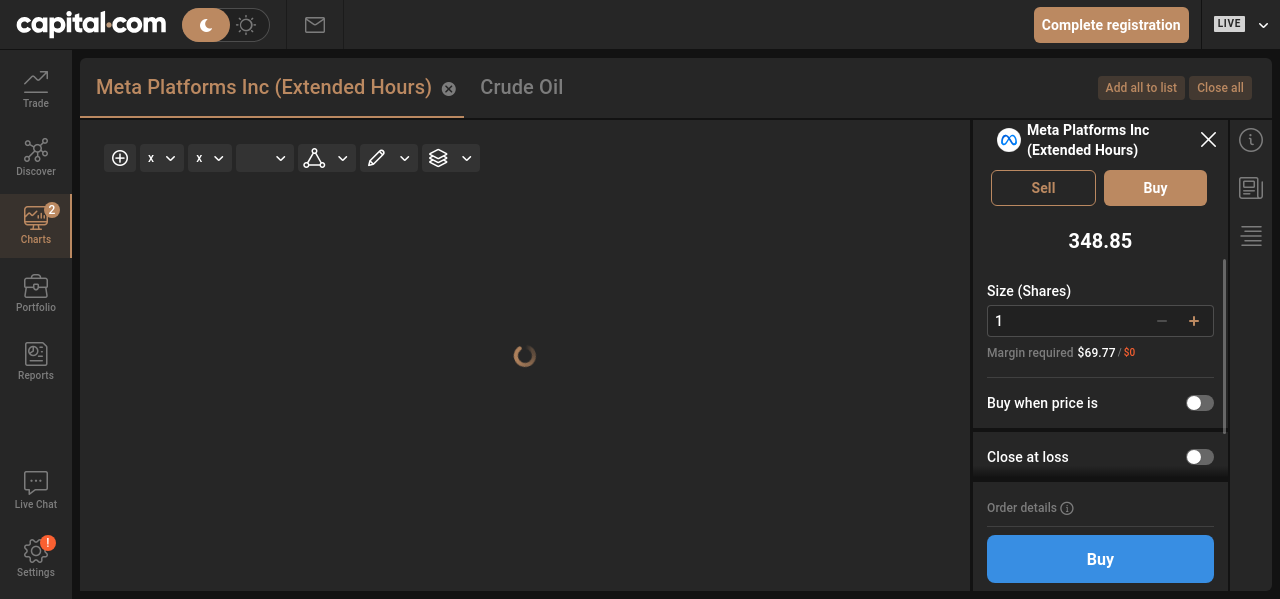 capital.com
Complete registration
LIVE
Trade
Discover
2
Charts
Portfolio
Reports
Live Chat
!
Settings
Meta Platforms Inc (Extended Hours)
Crude Oil
Add all to list
Close all
x
x
Meta Platforms Inc
(Extended Hours)
Sell
Buy
348.85
Size (Shares)
1
Margin required $69.77 / $0
Buy when price is
Close at loss
Order details
Buy